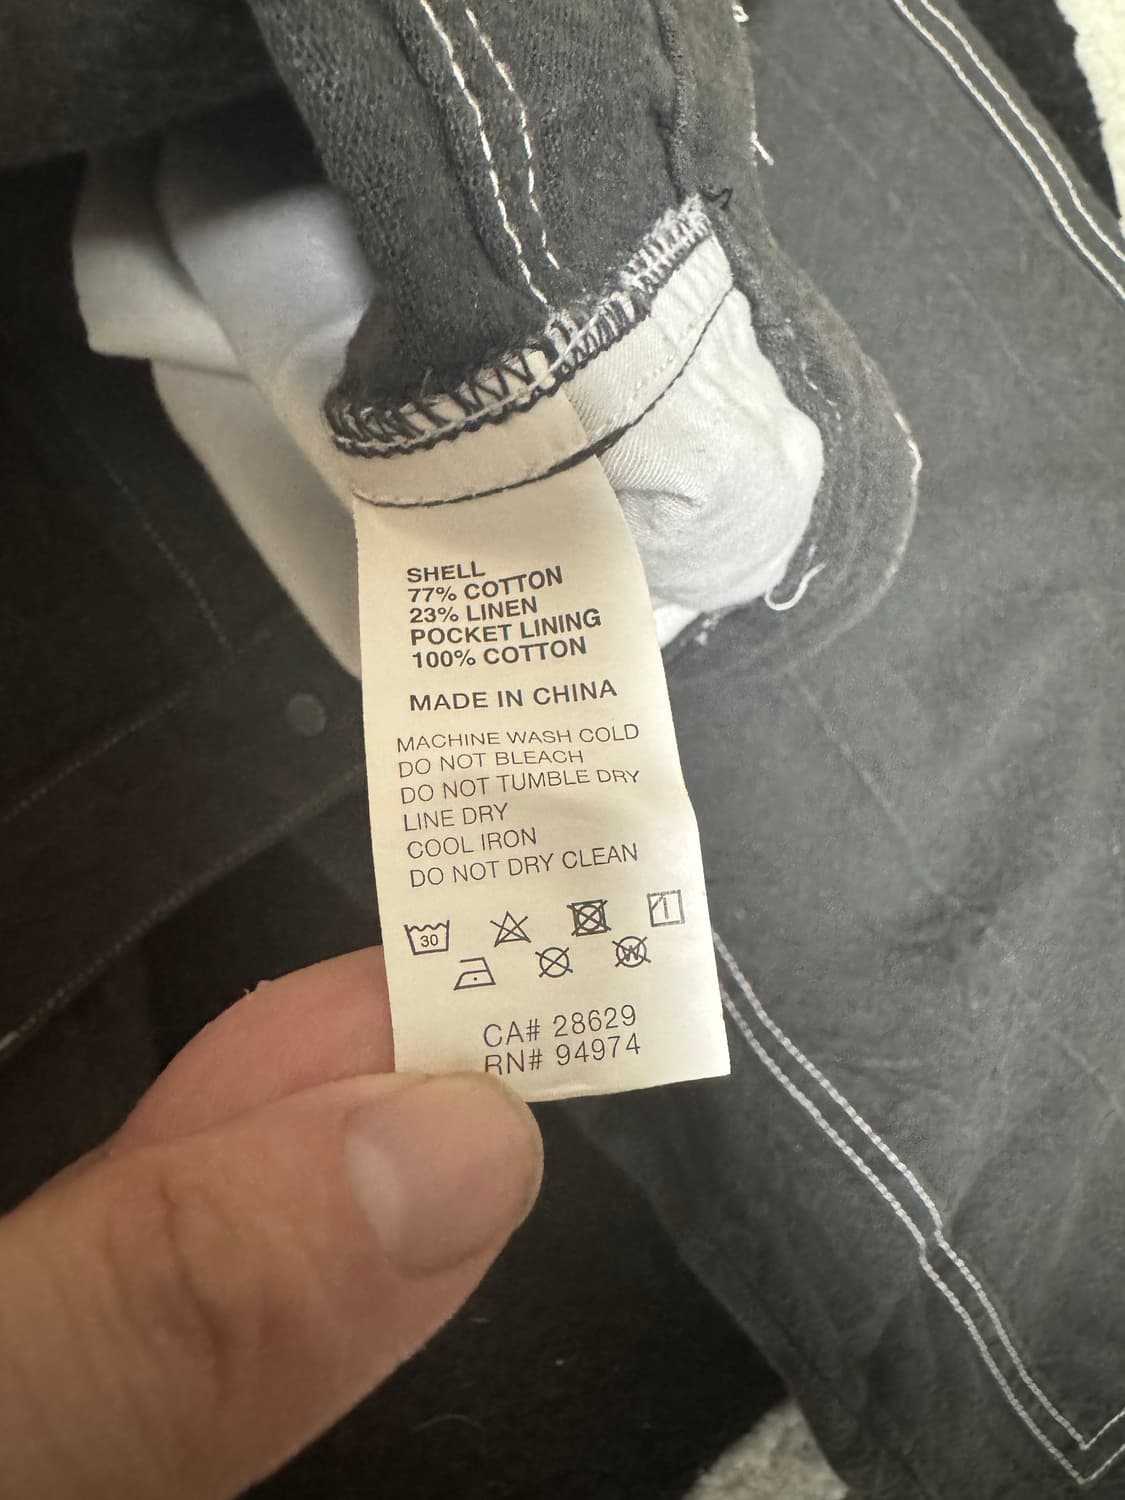 SHELL
77% COTTON
23% LINEN
POCKET LINING
100% COTTON
MADE IN CHINA
MACHINE WASH COLD
DO NOT BLEACH
DO NOT TUMBLE DRY
LINE DRY
COOL IRON
DO NOT DRY CLEAN
30
W
CA# 28629
RN# 94974